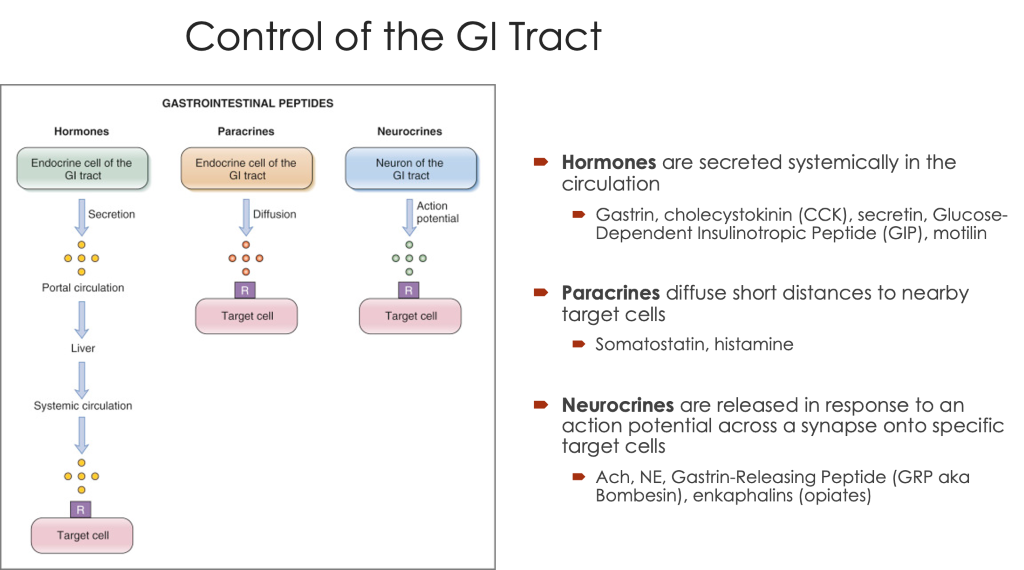 Control of the GI Tract
GASTROINTESTINAL PEPTIDES
Hormones
Endocrine cell of the
GI tract
Secretion
Portal circulation
Liver
Systemic circulation
R
Target cell
Paracrines
Endocrine cell of the
GI tract
Diffusion
R
Target cell
Neurocrines
Neuron of the
GI tract
Action
potential
R
Target cell
Hormones are secreted systemically in the
circulation
Gastrin, cholecystokinin (CCK), secretin, Glucose-
Dependent Insulinotropic Peptide (GIP), motilin
Paracrines diffuse short distances to nearby
target cells
Somatostatin, histamine
Neurocrines are released in response to an
action potential across a synapse onto specific
target cells
Ach, NE, Gastrin-Releasing Peptide (GRP aka
Bombesin), enkaphalins (opiates)